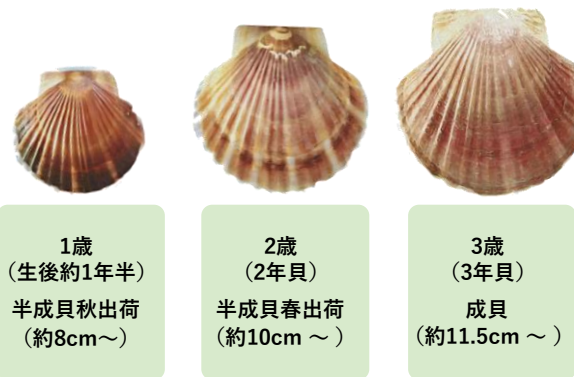 1歳
（生後約1年半）
半成貝秋出荷
（約8cm～）
2歳
（2年貝）
半成貝春出荷
（約10cm ～ ）
3歳
（3年貝）
成貝
（約11.5cm ～ ）